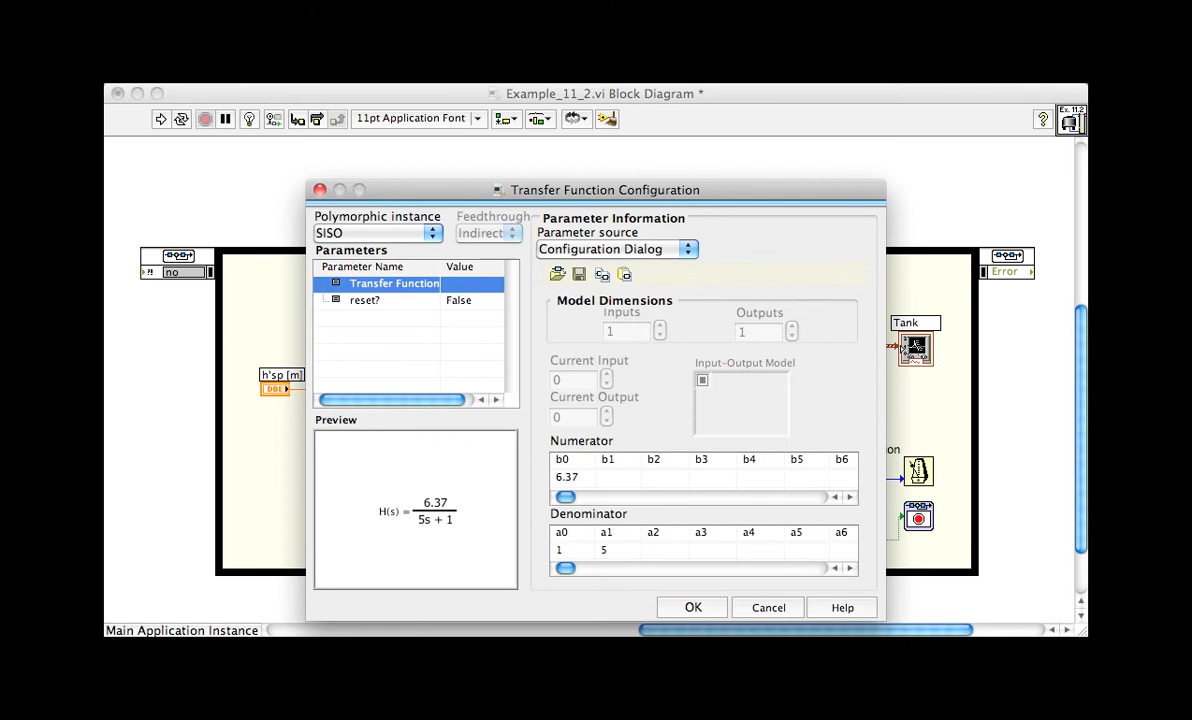 Example_11_2.vi Block Diagram *
11pt Application Font
?
Ex. 11.2
Transfer Function Configuration
Polymorphic instance
Feedthrough
SISO
Indirect
Parameters
Parameter Name Value
Transfer Function
reset? False
Preview
H(s) = 6.37
5s + 1
Parameter Information
Parameter source
Configuration Dialog
Model Dimensions
Inputs Outputs
1 1
Current Input
0
Input-Output Model
Current Output
0
Numerator
b0 b1 b2 b3 b4 b5 b6
6.37
Denominator
a0 a1 a2 a3 a4 a5 a6
1 5
OK Cancel Help
?! no
Error
h'sp [m]
DBL
Tank
on
Main Application Instance